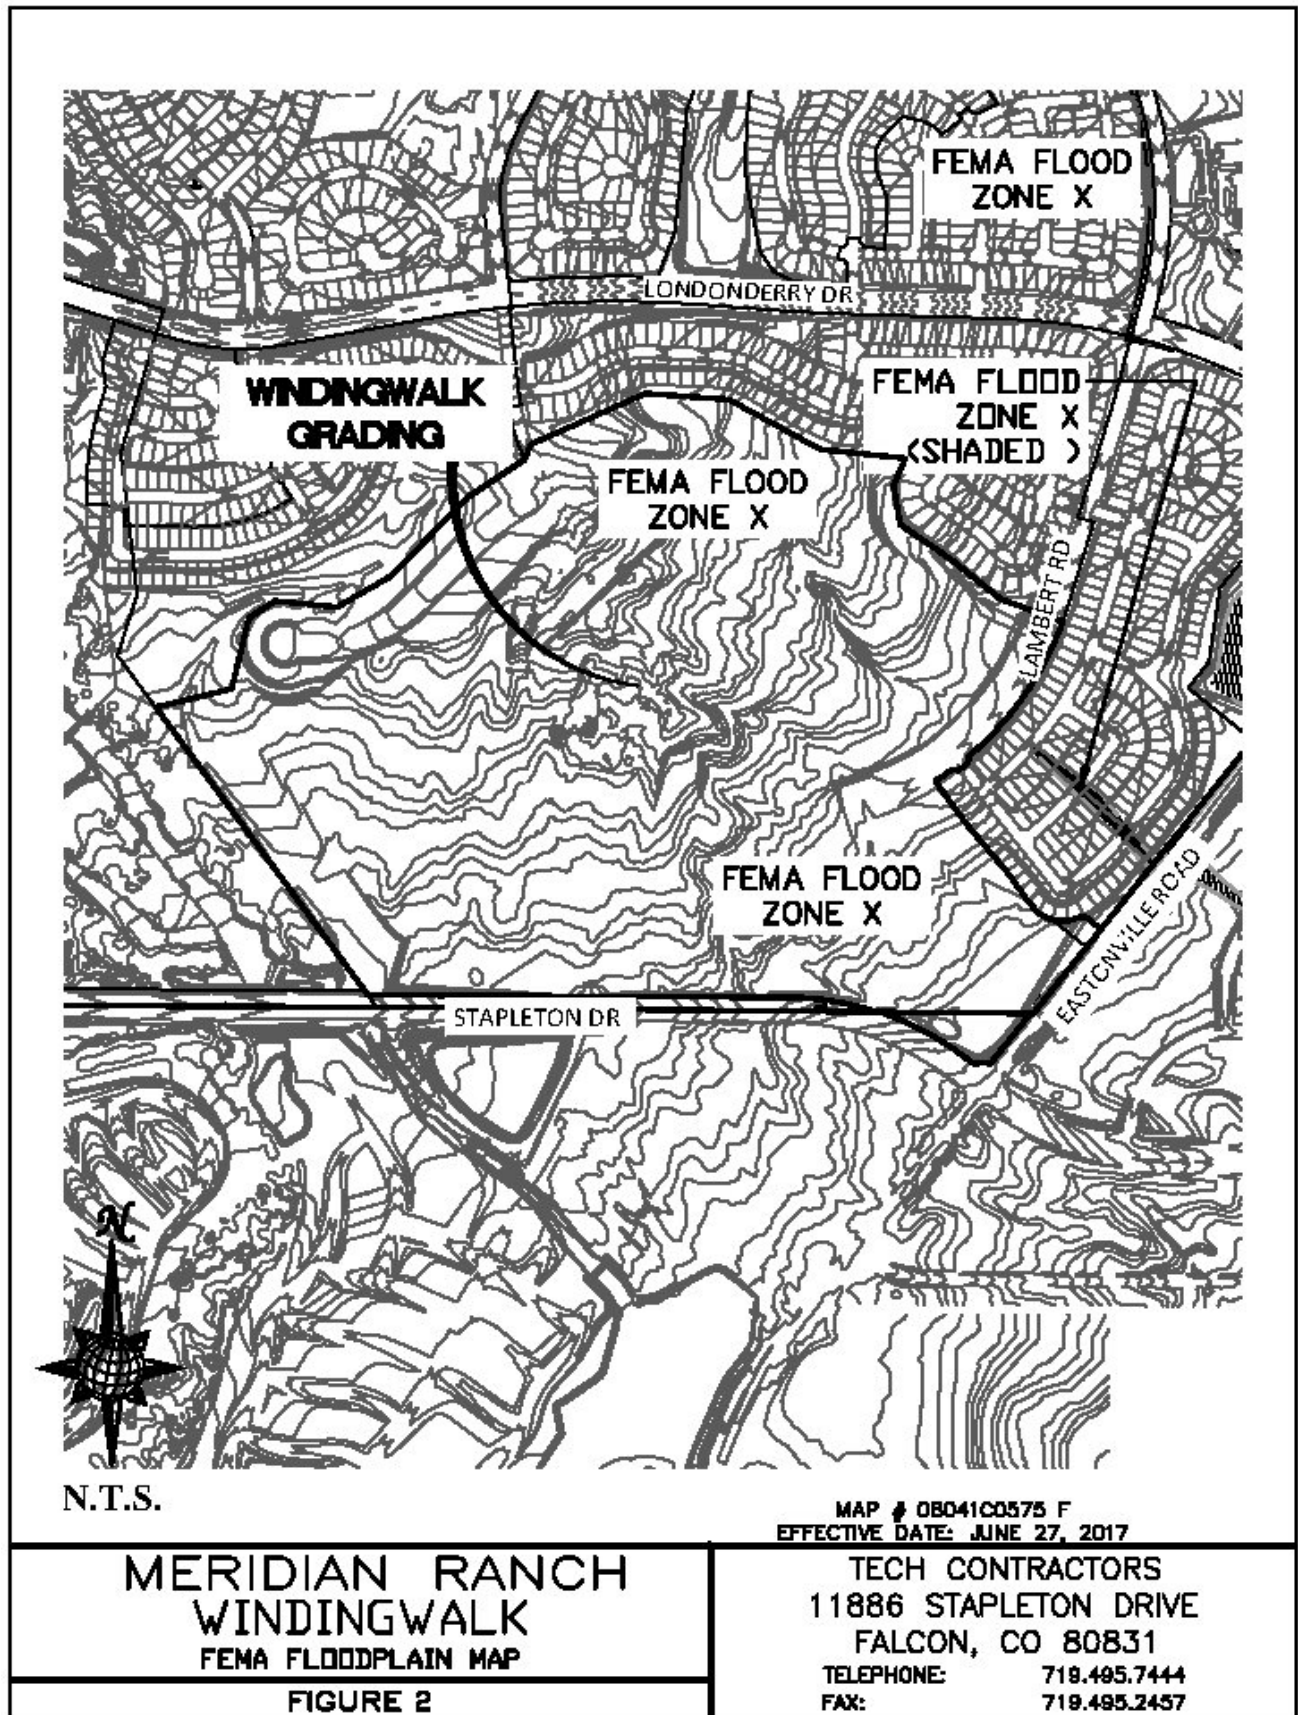 FEMA FLOOD
ZONE X
LONDONDERRY DR
WINDINGWALK
GRADING
FEMA FLOOD
ZONE X
(SHADED )
FEMA FLOOD
ZONE X
LAMBERT RD
FEMA FLOOD
ZONE X
EASTONVILLE ROAD
STAPLETON DR
N
N.T.S.
MAP # 08041C0575 F
EFFECTIVE DATE: JUNE 27, 2017
MERIDIAN RANCH
WINDINGWALK
FEMA FLOODPLAIN MAP
FIGURE 2
TECH CONTRACTORS
11886 STAPLETON DRIVE
FALCON, CO 80831
TELEPHONE: 719.495.7444
FAX: 719.495.2457